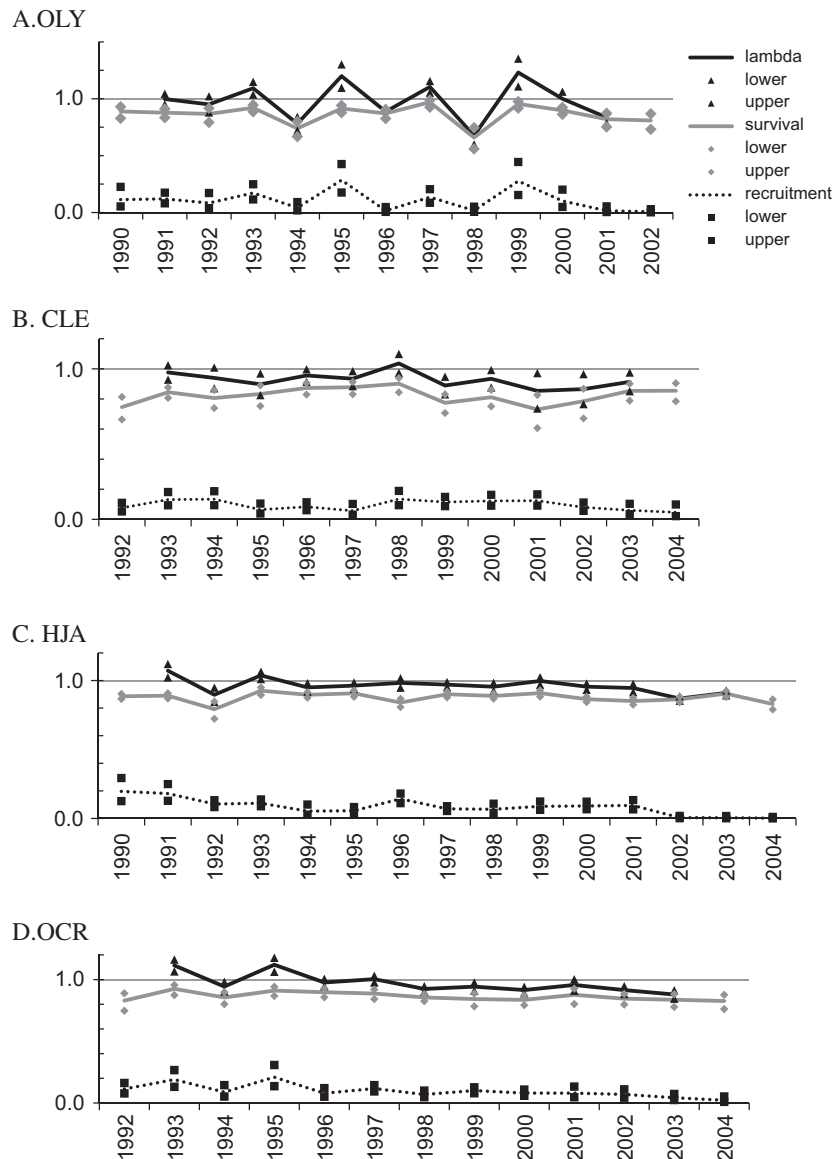 A.OLY
1.0
0.0
1990 1991 1992 1993 1994 1995 1996 1997 1998 1999 2000 2001 2002
lambda
lower
upper
survival
lower
upper
recruitment
lower
upper
B. CLE
1.0
0.0
1992 1993 1994 1995 1996 1997 1998 1999 2000 2001 2002 2003 2004
C. HJA
1.0
0.0
1990 1991 1992 1993 1994 1995 1996 1997 1998 1999 2000 2001 2002 2003 2004
D.OCR
1.0
0.0
1992 1993 1994 1995 1996 1997 1998 1999 2000 2001 2002 2003 2004